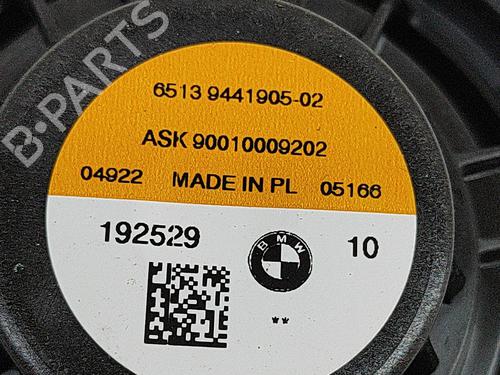 B-PARTS
6513 9441905-02
ASK 90010009202
04922 MADE IN PL 05166
192529 BMW 10
**